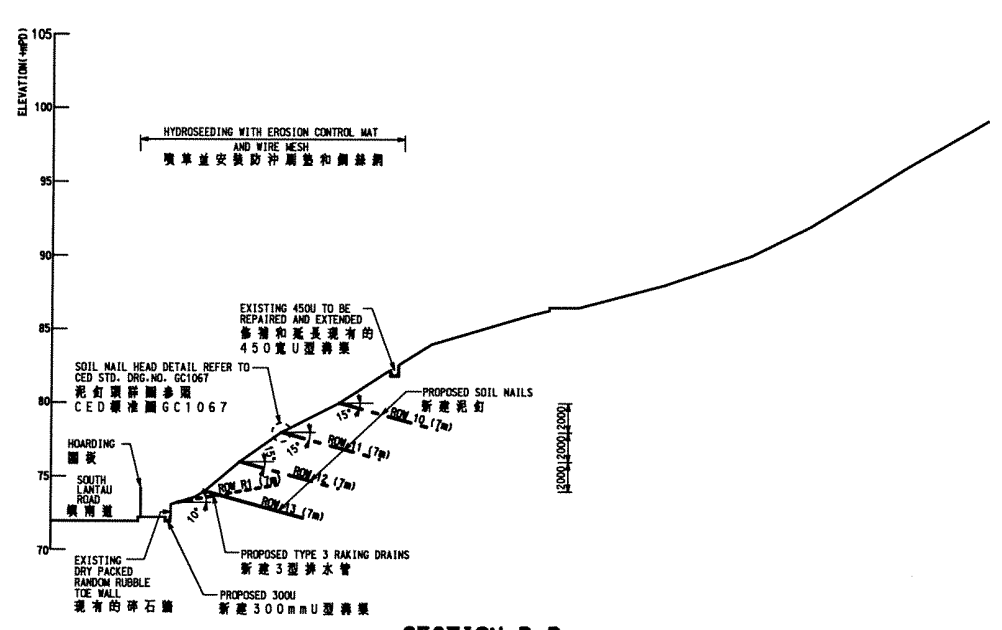 ELEVATION(+mPD)
105
100
95
90
85
80
75
70
HYDROSEEDING WITH EROSION CONTROL MAT
AND WIRE MESH
噴草並安裝防沖刷墊和鋼絲網
EXISTING 450U TO BE
REPAIRED AND EXTENDED
修補和延長現有的
450寬U型溝渠
SOIL NAIL HEAD DETAIL REFER TO
CED STD. DRG.NO. GC1067
泥釘頭詳圖參照
CED標准圖GC1067
PROPOSED SOIL NAILS
新建泥釘
HOARDING
圍板
SOUTH
LANTAU
ROAD
嶼南道
15°
ROW 10 (7m)
15°
ROW 11 (7m)
15°
ROW 12 (7m)
ROW R1 (7m)
ROW 13 (7m)
10°
2000
2000
2000
PROPOSED TYPE 3 RAKING DRAINS
新建3型排水管
EXISTING
DRY PACKED
RANDOM RUBBLE
TOE WALL
現有的碎石牆
PROPOSED 300U
新建300mmU型溝渠